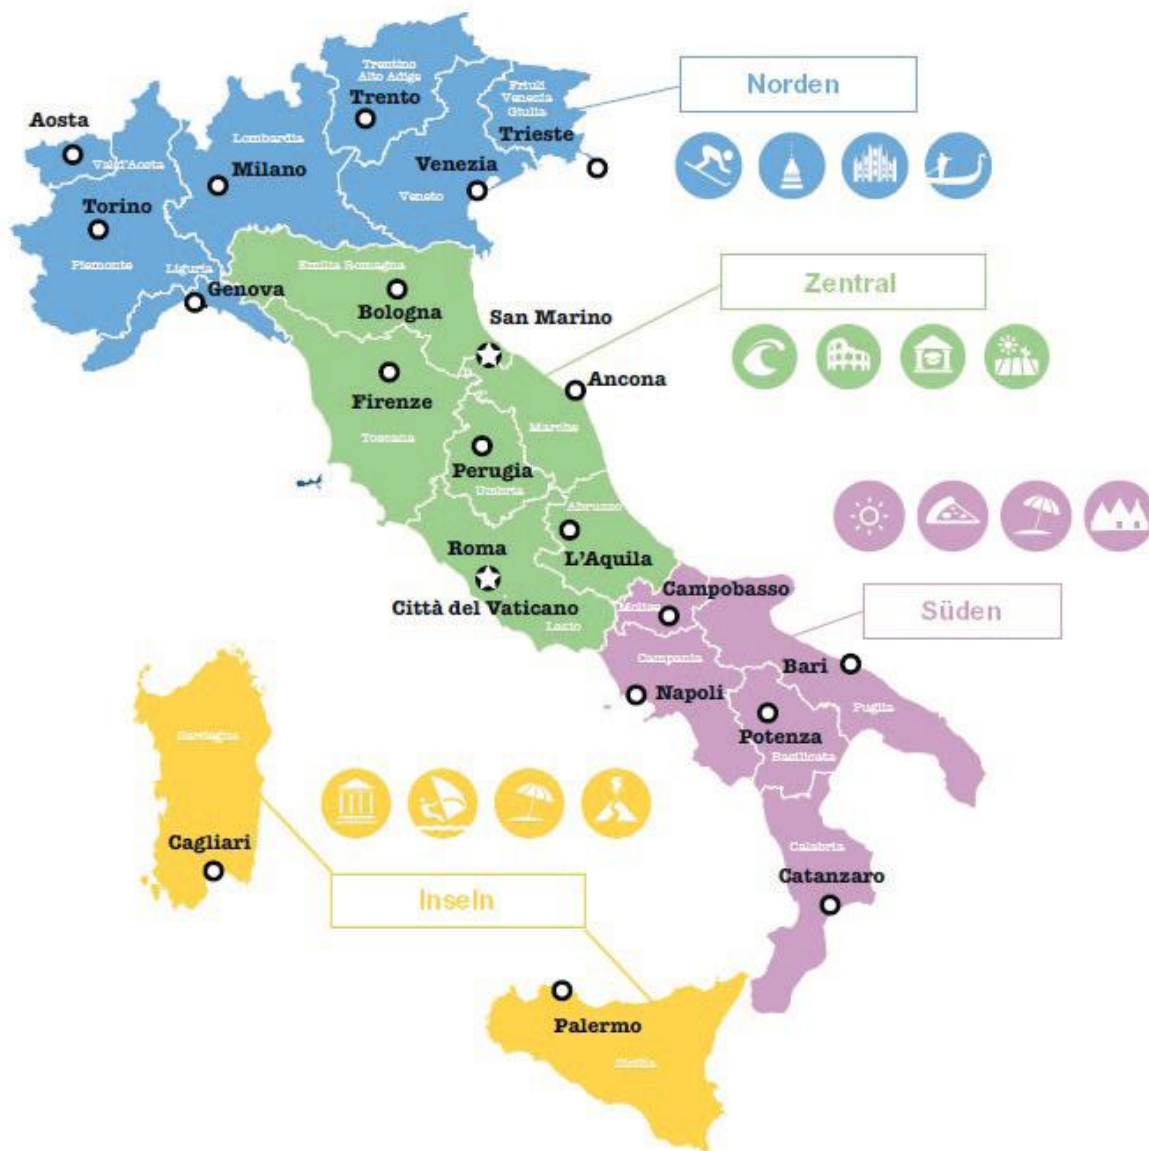 Trentino
Alto Adige
Friuli
Venezia
Giulia
Norden
Trento
Aosta
Lombardia
Trieste
Val d'Aosta
Milano
Venezia
Veneto
Torino
Piemonte
Liguria
Emilia Romagna
Zentral
Genova
Bologna
San Marino
Ancona
Firenze
Toscana
Marche
Perugia
Umbria
Abruzzo
Roma
L'Aquila
Città del Vaticano
Lazio
Campobasso
Molise
Süden
Campania
Bari
Napoli
Puglia
Potenza
Basilicata
Sardegna
Cagliari
Calabria
Catanzaro
Inseln
Palermo
Sicilia